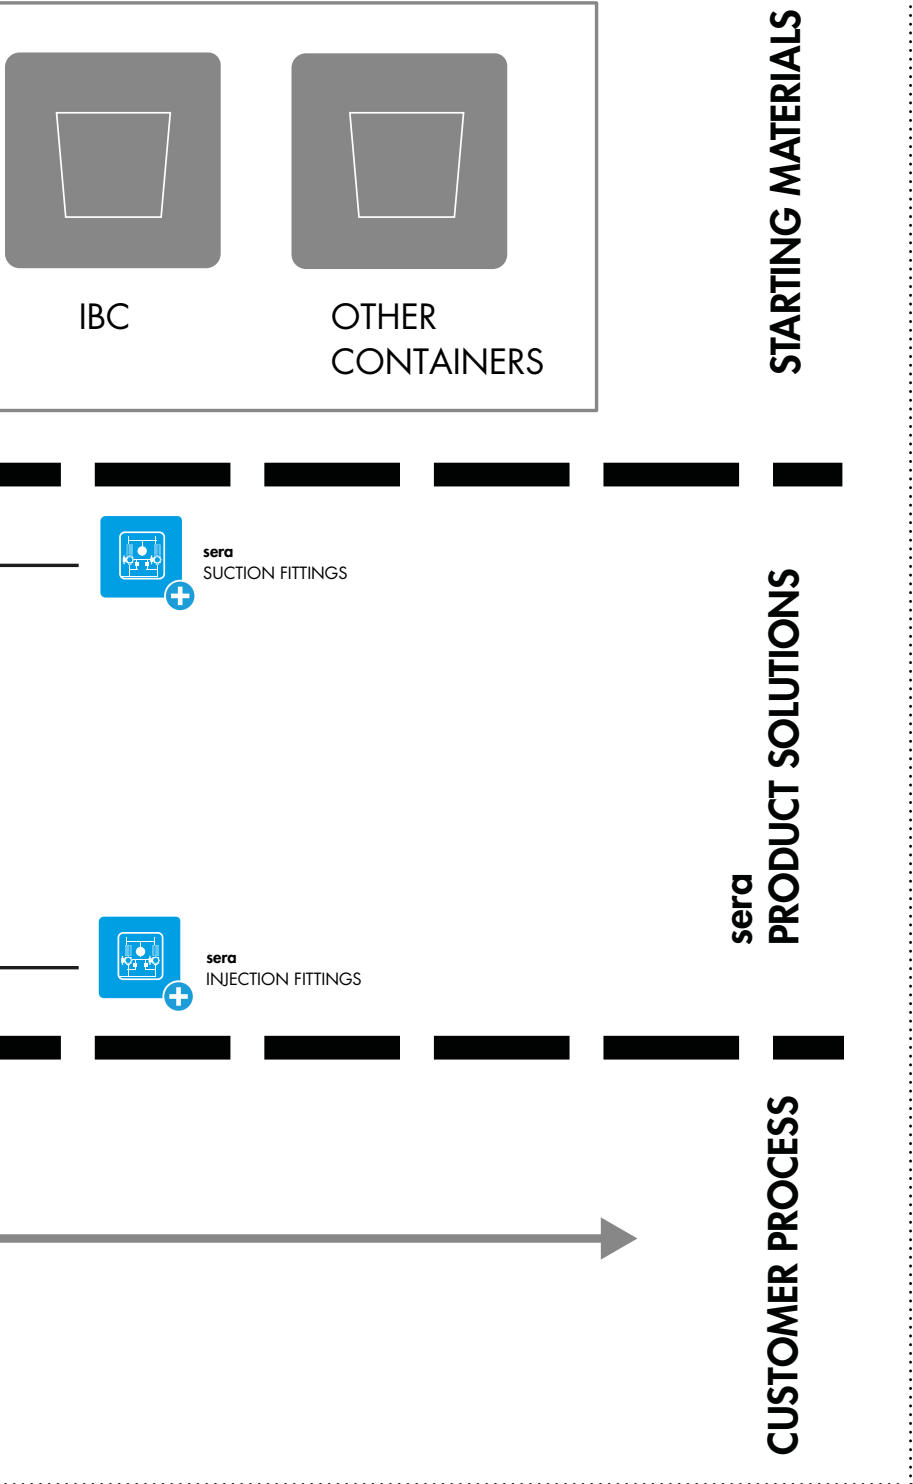 STARTING MATERIALS
IBC
OTHER
CONTAINERS
sera
SUCTION FITTINGS
sera
PRODUCT SOLUTIONS
sera
INJECTION FITTINGS
CUSTOMER PROCESS